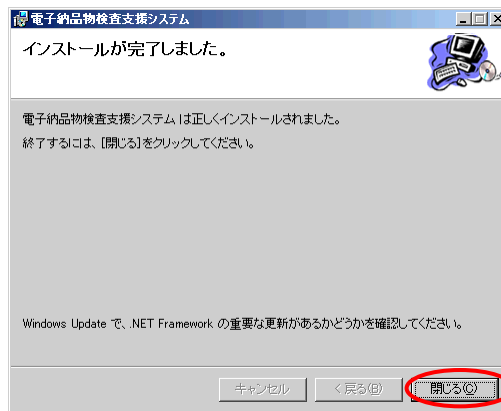 電子納品物検査支援システム
インストールが完了しました。
電子納品物検査支援システム は正しくインストールされました。
終了するには、[閉じる]をクリックしてください。
Windows Update で、.NET Framework の重要な更新があるかどうかを確認してください。
キャンセル < 戻る(B) 閉じる(C)